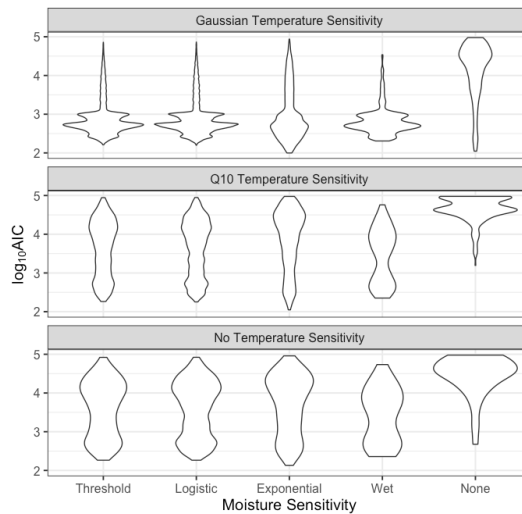 Gaussian Temperature Sensitivity
5
4
3
2
Q10 Temperature Sensitivity
5
4
3
2
No Temperature Sensitivity
5
4
3
2
log₁₀AIC
Threshold Logistic Exponential Wet None
Moisture Sensitivity